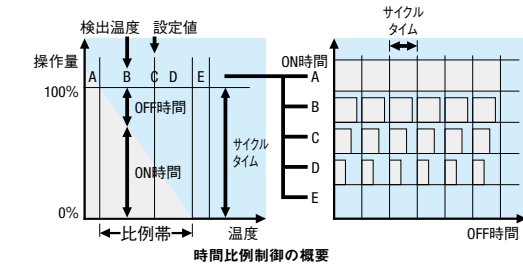 検出温度 設定値
操作量
100%
0%
A B C D E
OFF時間
ON時間
サイクル
タイム
比例帯
温度
サイクル
タイム
ON時間
A
B
C
D
E
OFF時間
時間比例制御の概要